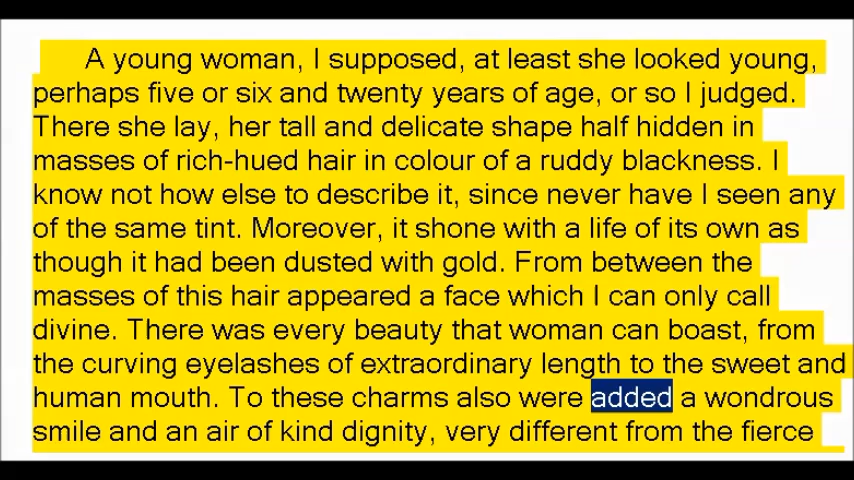 A young woman, I supposed, at least she looked young,
perhaps five or six and twenty years of age, or so I judged.
There she lay, her tall and delicate shape half hidden in
masses of rich-hued hair in colour of a ruddy blackness. I
know not how else to describe it, since never have I seen any
of the same tint. Moreover, it shone with a life of its own as
though it had been dusted with gold. From between the
masses of this hair appeared a face which I can only call
divine. There was every beauty that woman can boast, from
the curving eyelashes of extraordinary length to the sweet and
human mouth. To these charms also were added a wondrous
smile and an air of kind dignity, very different from the fierce